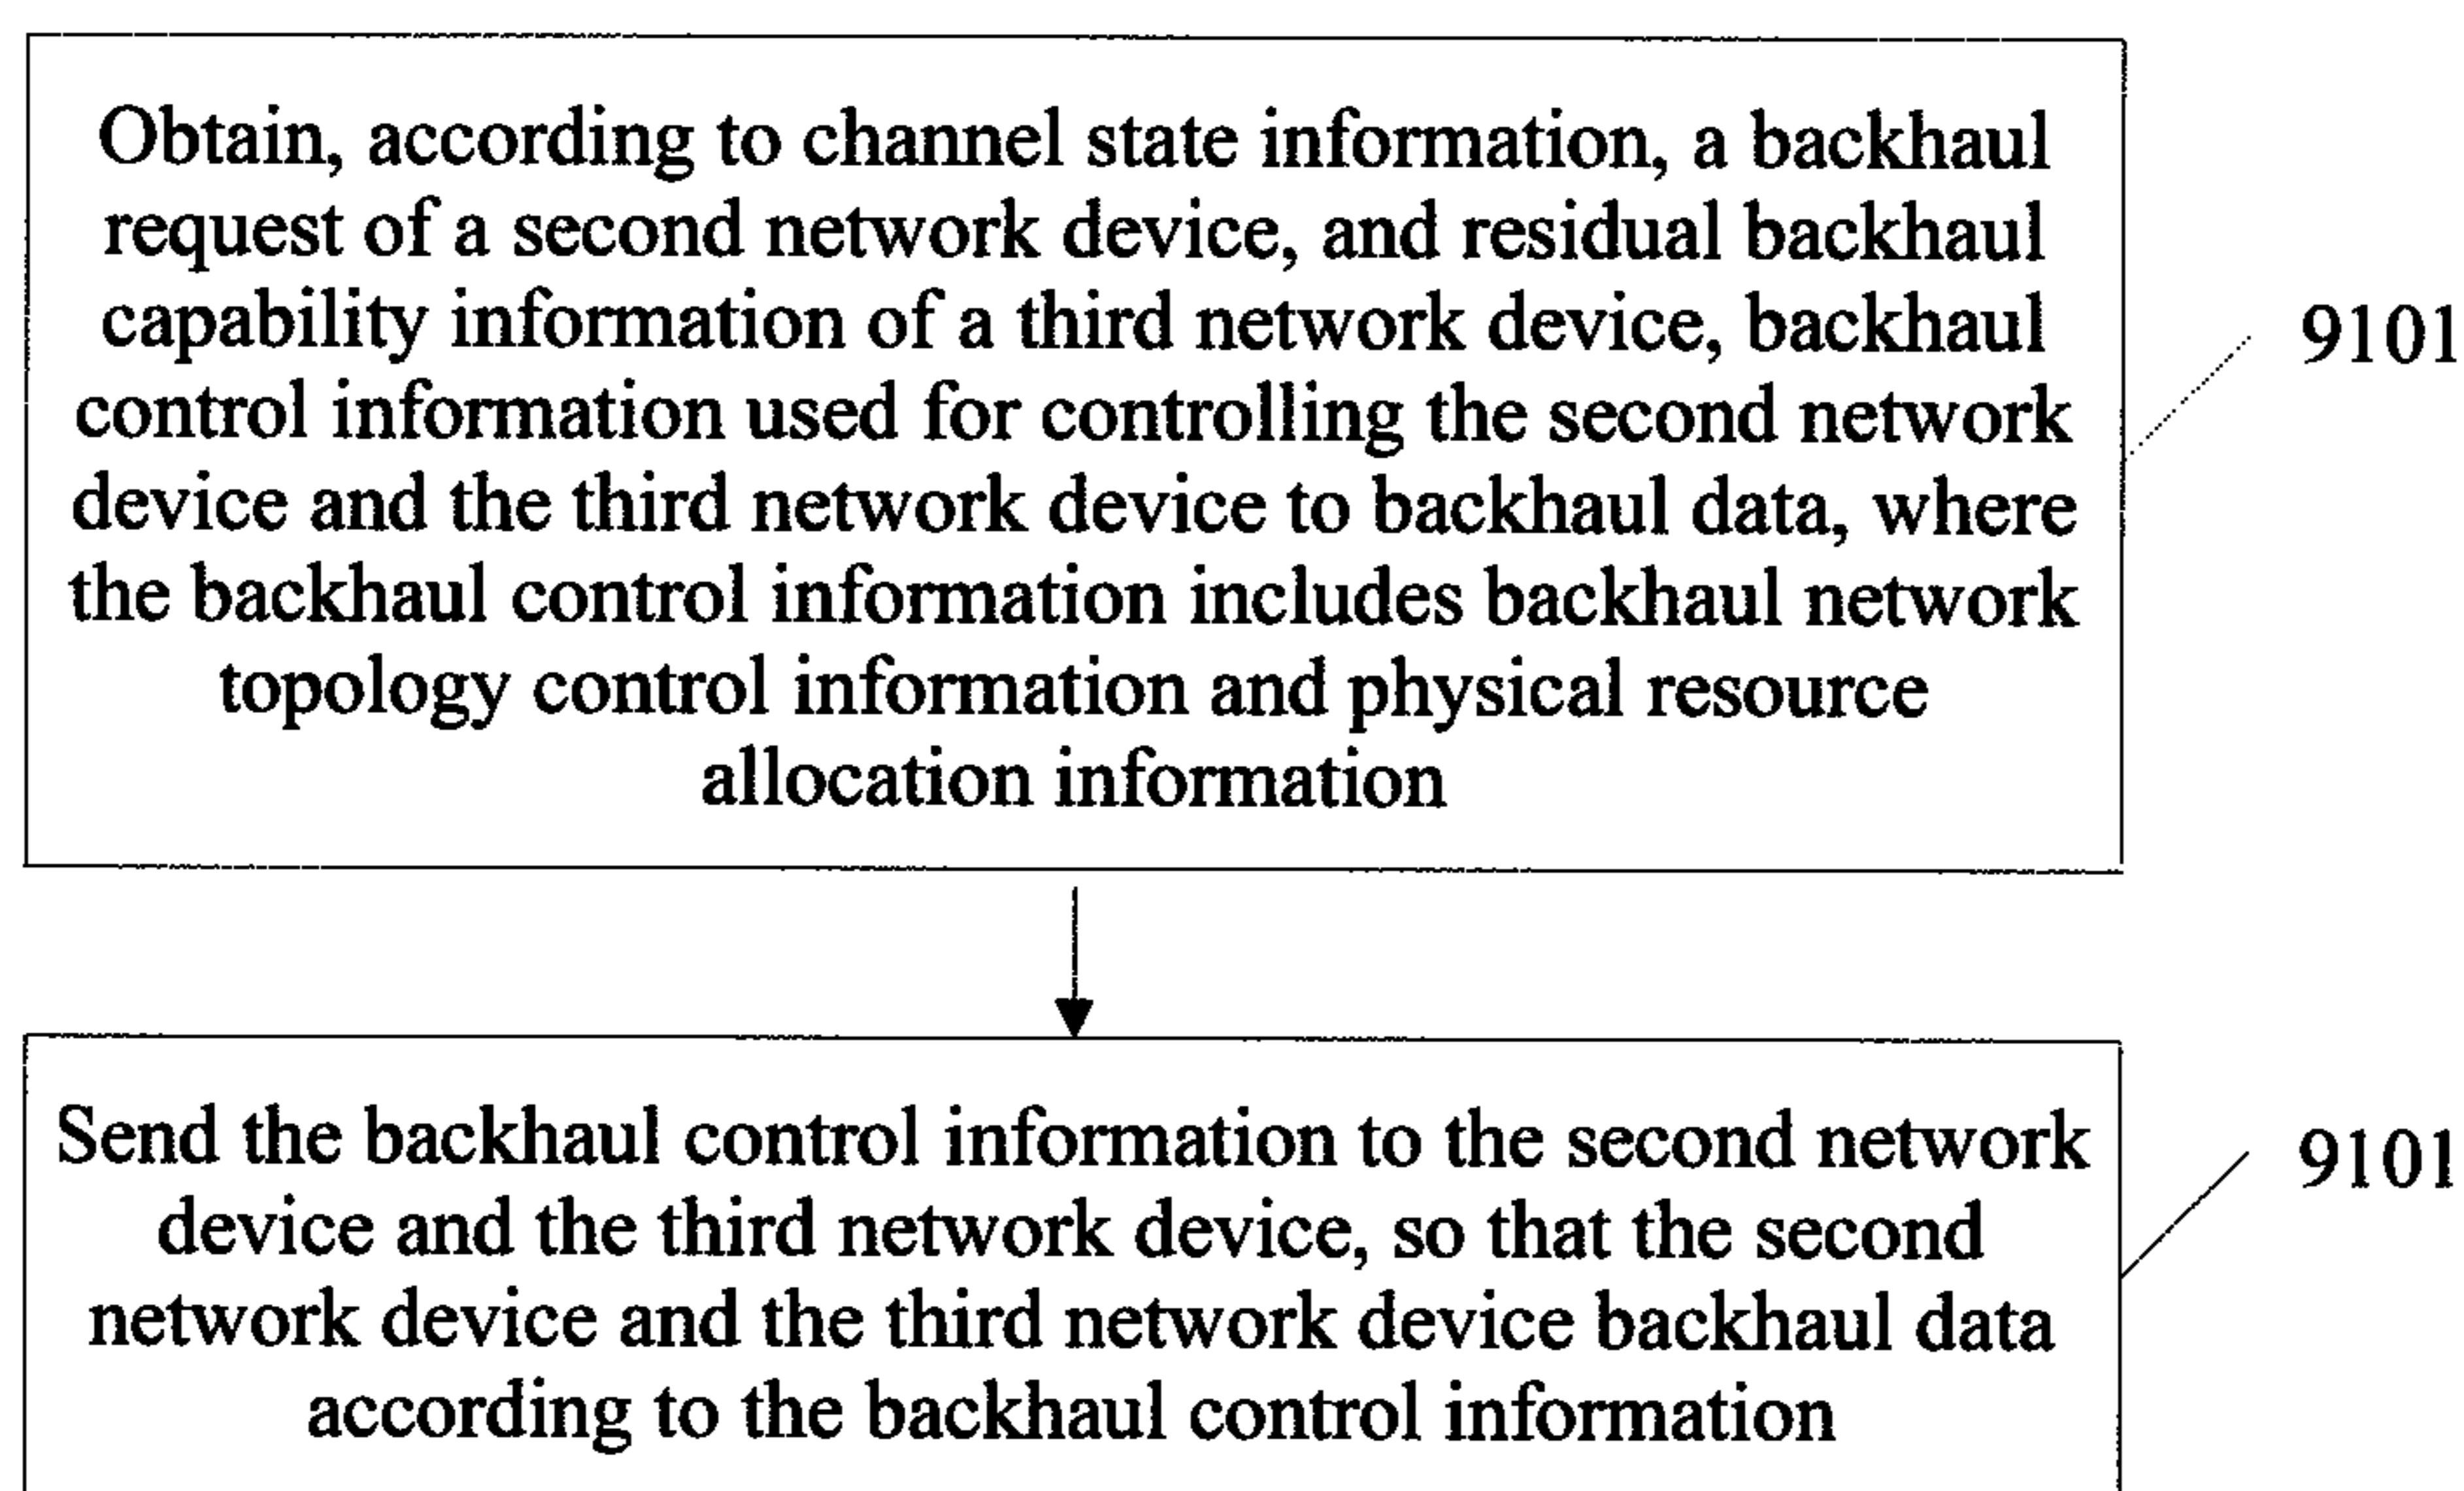 Obtain, according to channel state information, a backhaul
request of a second network device, and residual backhaul
capability information of a third network device, backhaul
control information used for controlling the second network
device and the third network device to backhaul data, where
the backhaul control information includes backhaul network
topology control information and physical resource
allocation information
9101
Send the backhaul control information to the second network
device and the third network device, so that the second
network device and the third network device backhaul data
according to the backhaul control information
9101